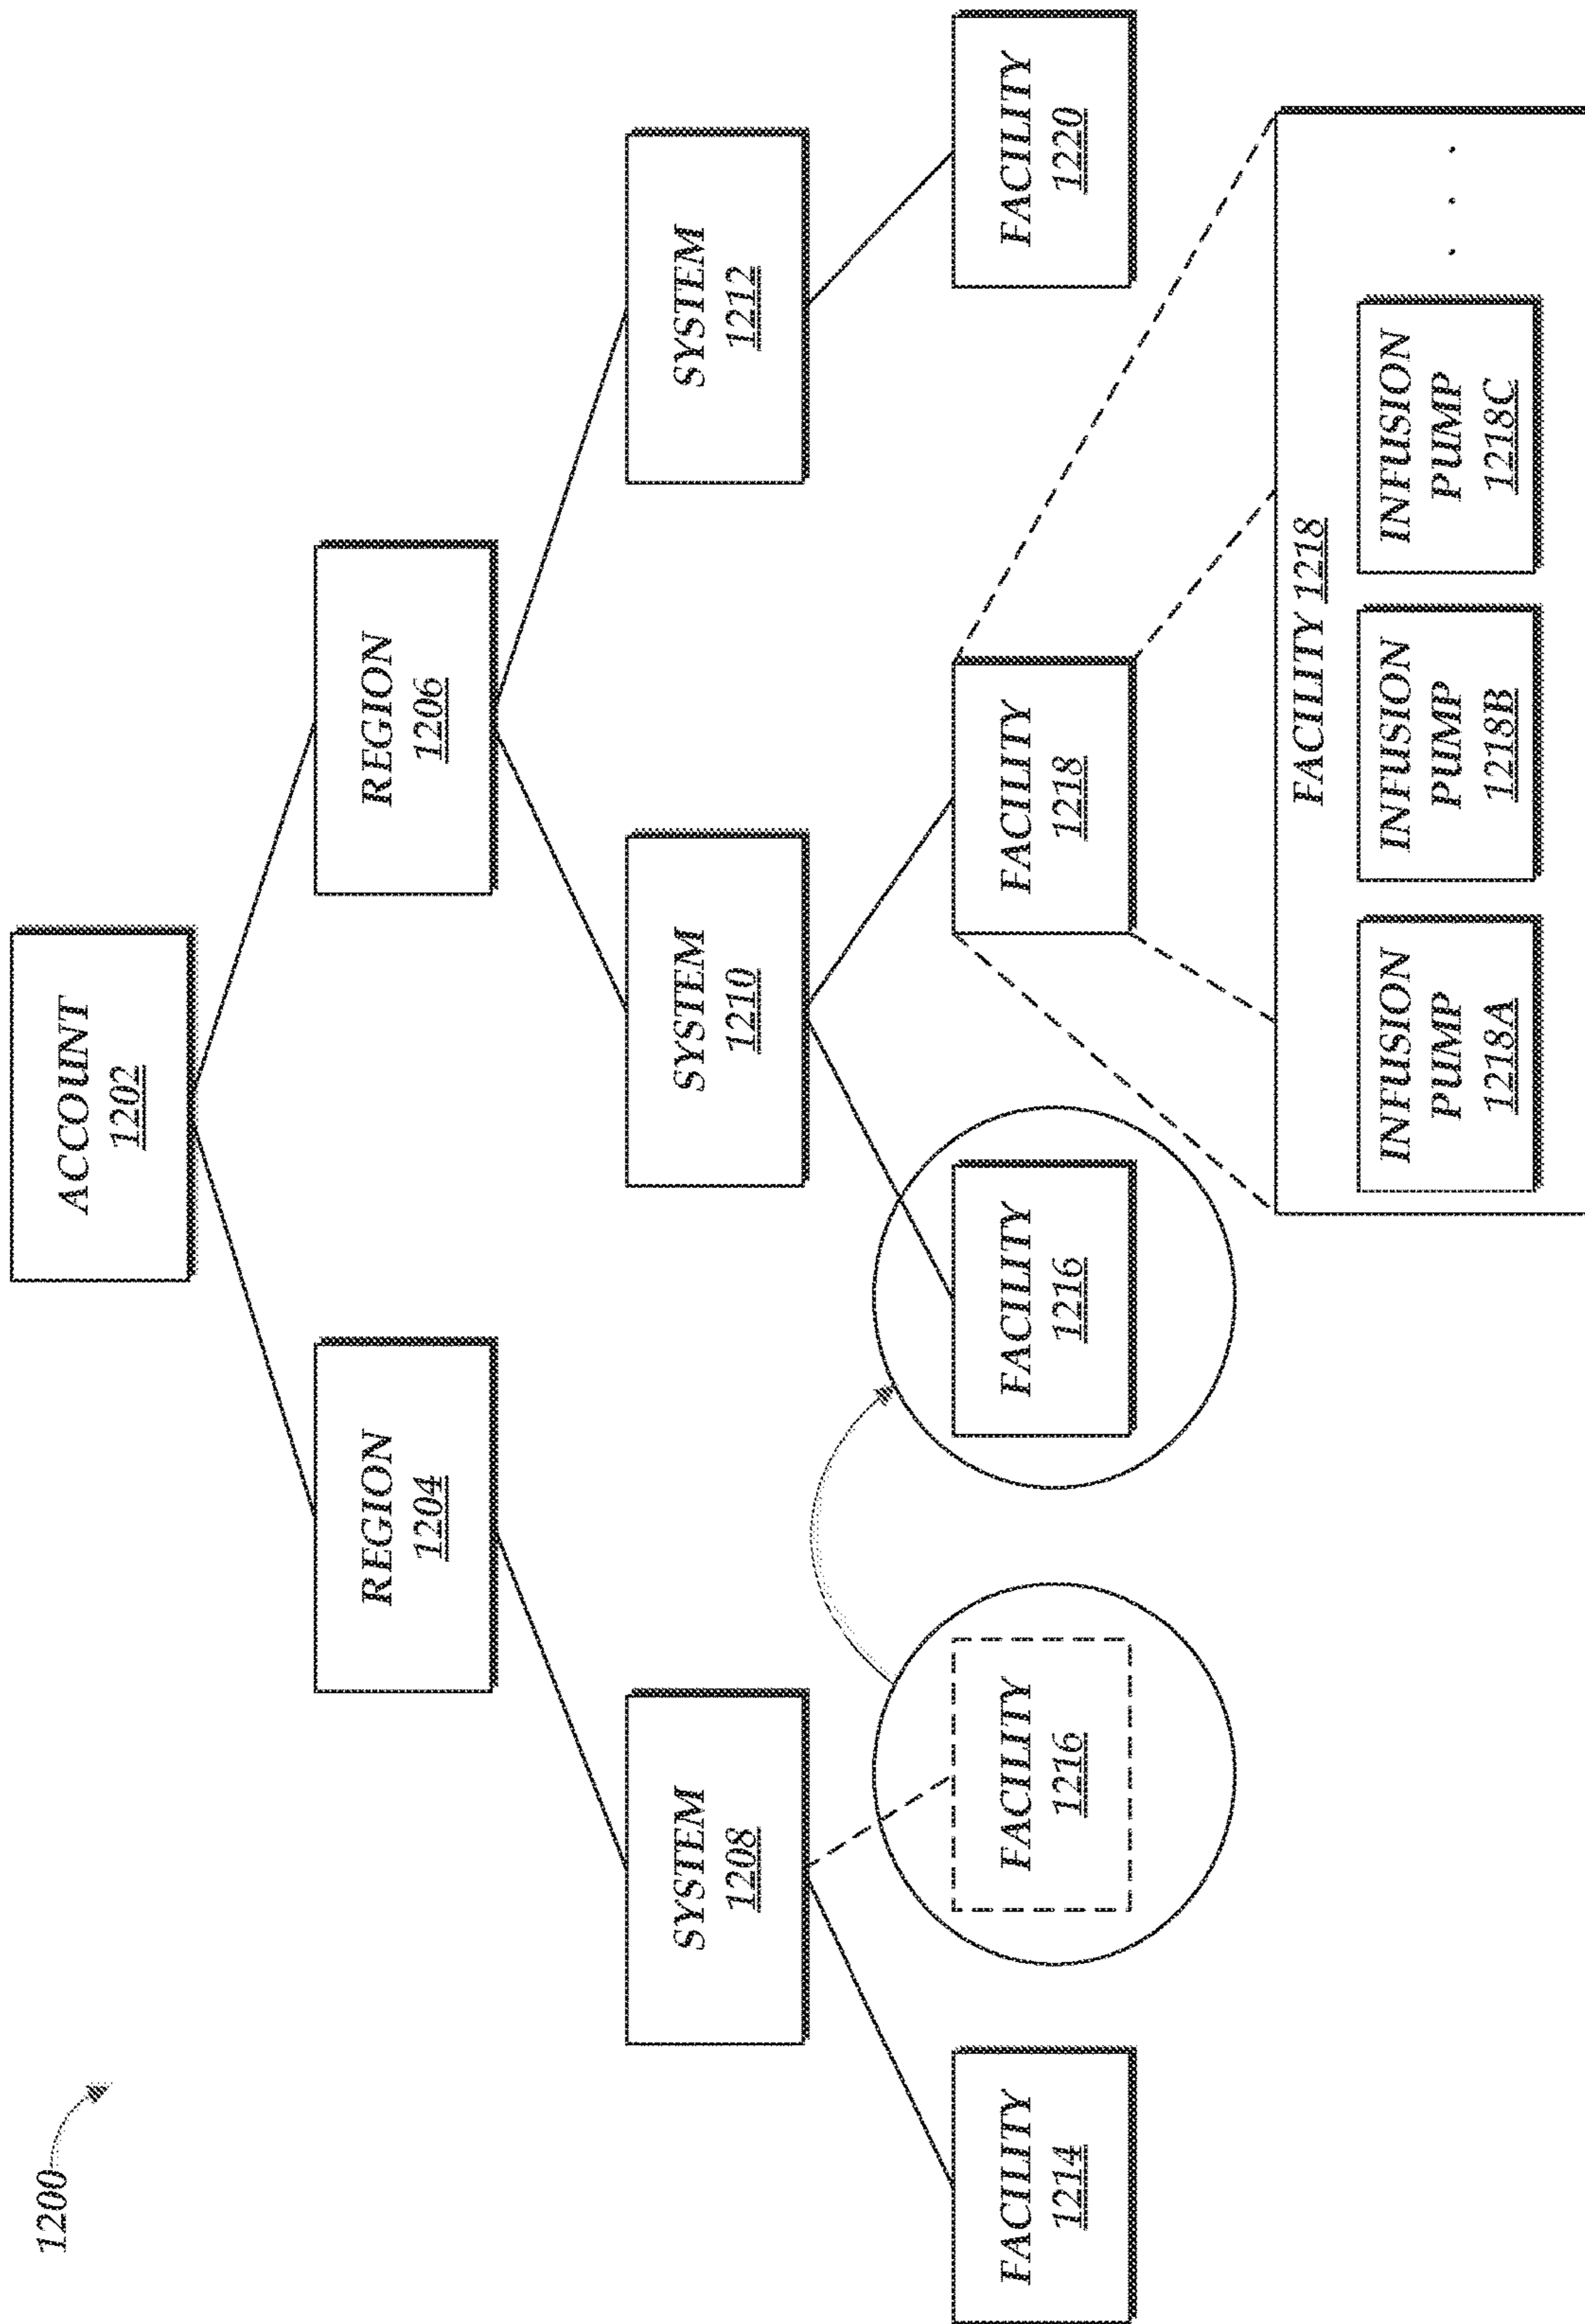 1200
ACCOUNT
1202
REGION
1204
REGION
1206
SYSTEM
1208
SYSTEM
1210
SYSTEM
1212
FACILITY
1214
FACILITY
1216
FACILITY
1216
FACILITY
1218
FACILITY
1220
FACILITY 1218
INFUSION
PUMP
1218A
INFUSION
PUMP
1218B
INFUSION
PUMP
1218C
. . .